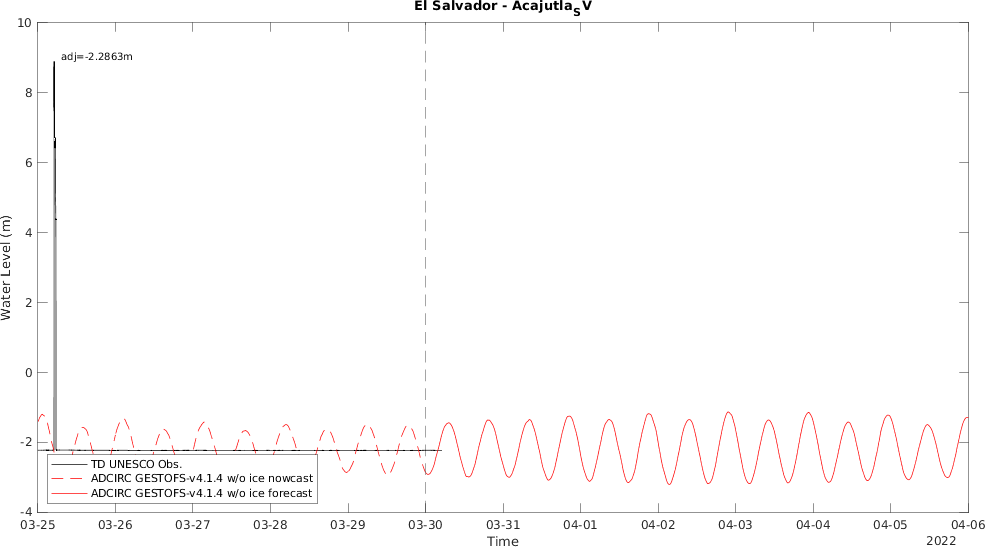 El Salvador - AcajutlaSV
adj=-2.2863m
10
8
6
4
2
0
-2
-4
Water Level (m)
TD UNESCO Obs.
ADCIRC GESTOFS-v4.1.4 w/o ice nowcast
ADCIRC GESTOFS-v4.1.4 w/o ice forecast
03-25 03-26 03-27 03-28 03-29 03-30 03-31 04-01 04-02 04-03 04-04 04-05 04-06
Time
2022